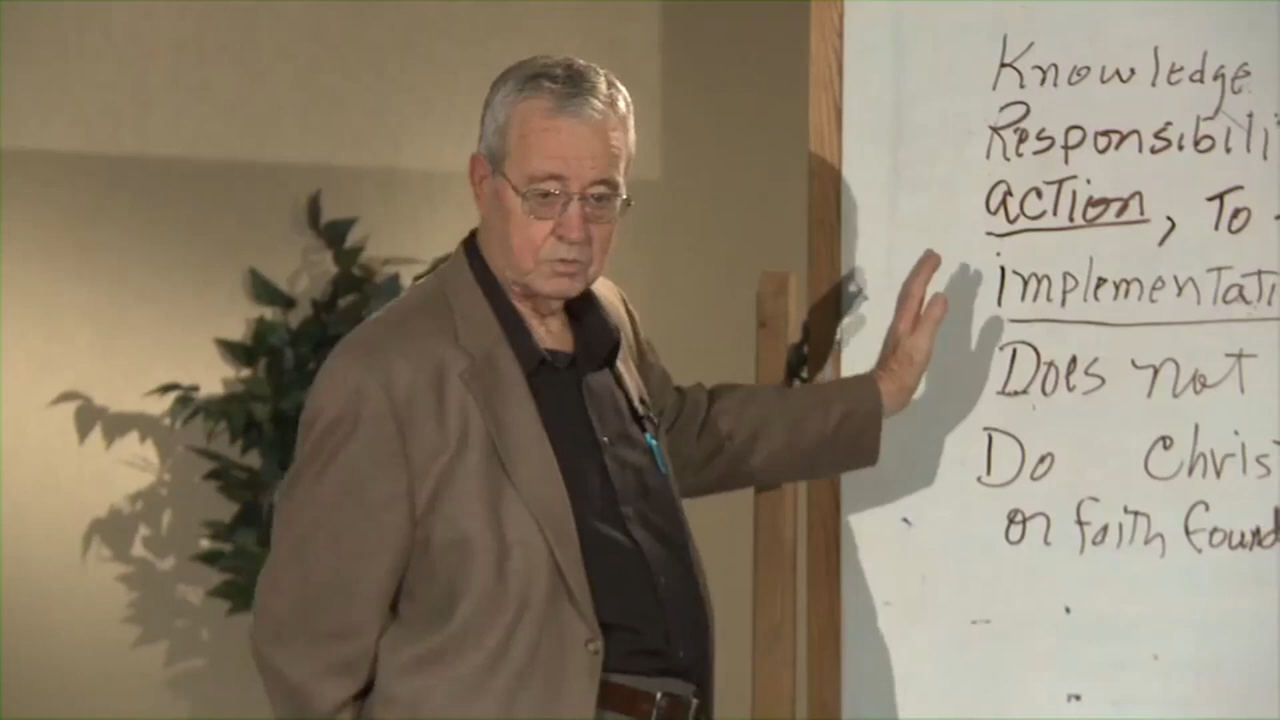 Knowledge
Responsibili
action, To
implementati
Does not
Do Christ
or faith found